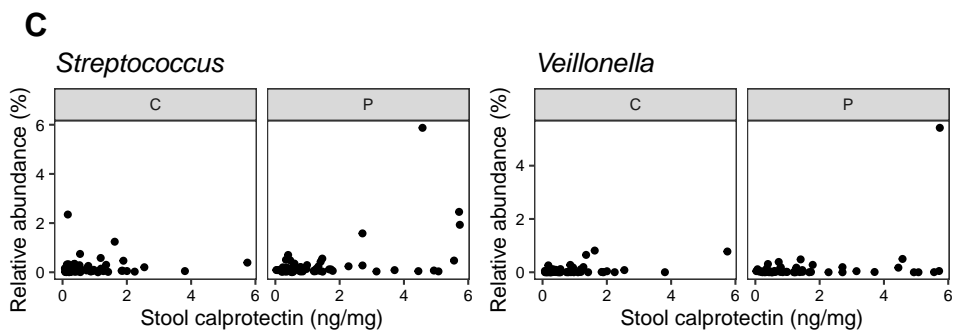 C
Streptococcus
Veillonella
C
P
C
P
Relative abundance (%)
6
4
2
0
Relative abundance (%)
4
2
0
0 2 4 6 0 2 4 6
0 2 4 6 0 2 4 6
Stool calprotectin (ng/mg)
Stool calprotectin (ng/mg)